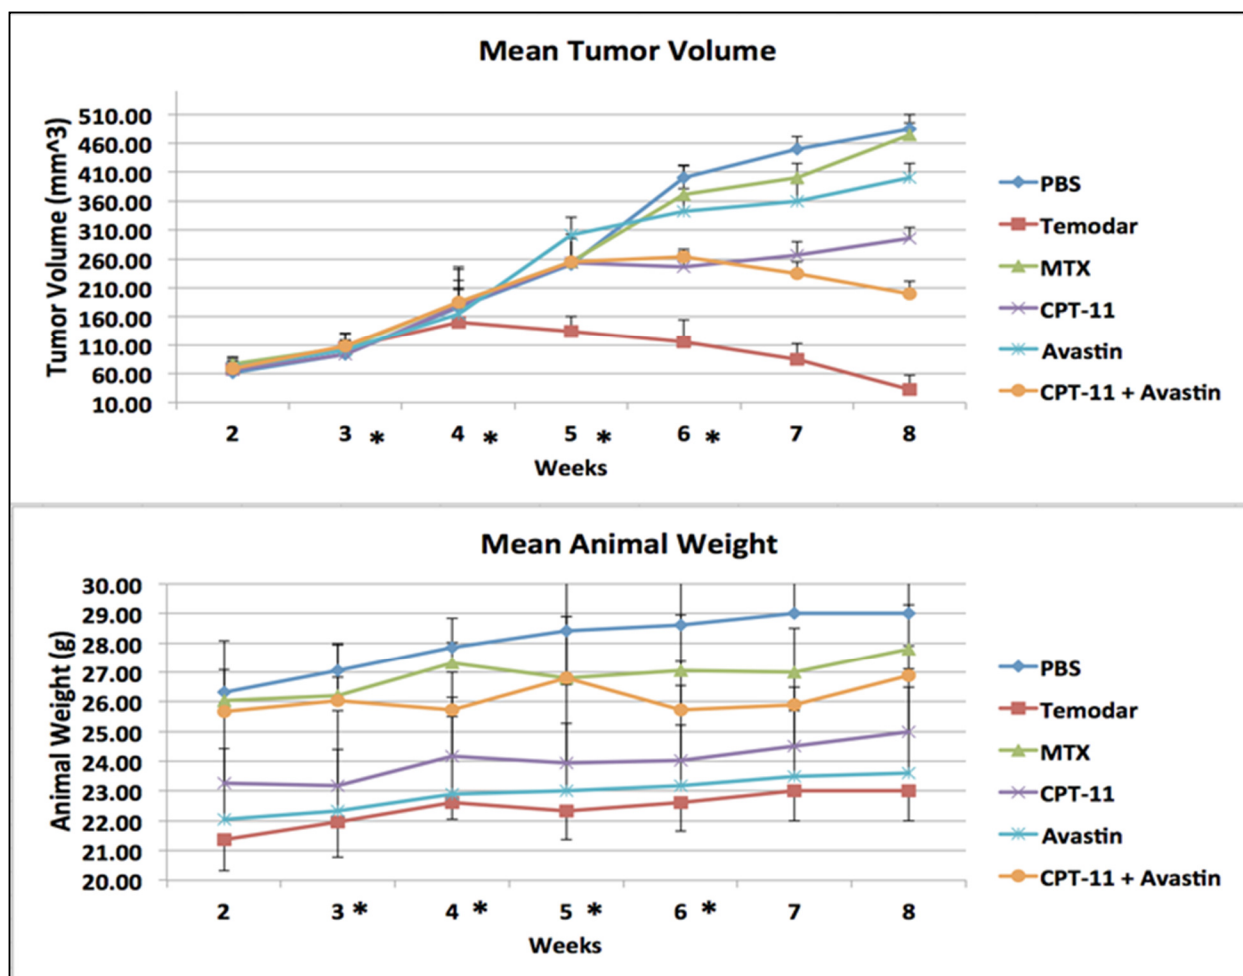 Mean Tumor Volume
Tumor Volume (mm^3)
510.00
460.00
410.00
360.00
310.00
260.00
210.00
160.00
110.00
60.00
10.00
2 3 * 4 * 5 * 6 * 7 8
Weeks
PBS
Temodar
MTX
CPT-11
Avastin
CPT-11 + Avastin
Mean Animal Weight
Animal Weight (g)
30.00
29.00
28.00
27.00
26.00
25.00
24.00
23.00
22.00
21.00
20.00
2 3 * 4 * 5 * 6 * 7 8
Weeks
PBS
Temodar
MTX
CPT-11
Avastin
CPT-11 + Avastin